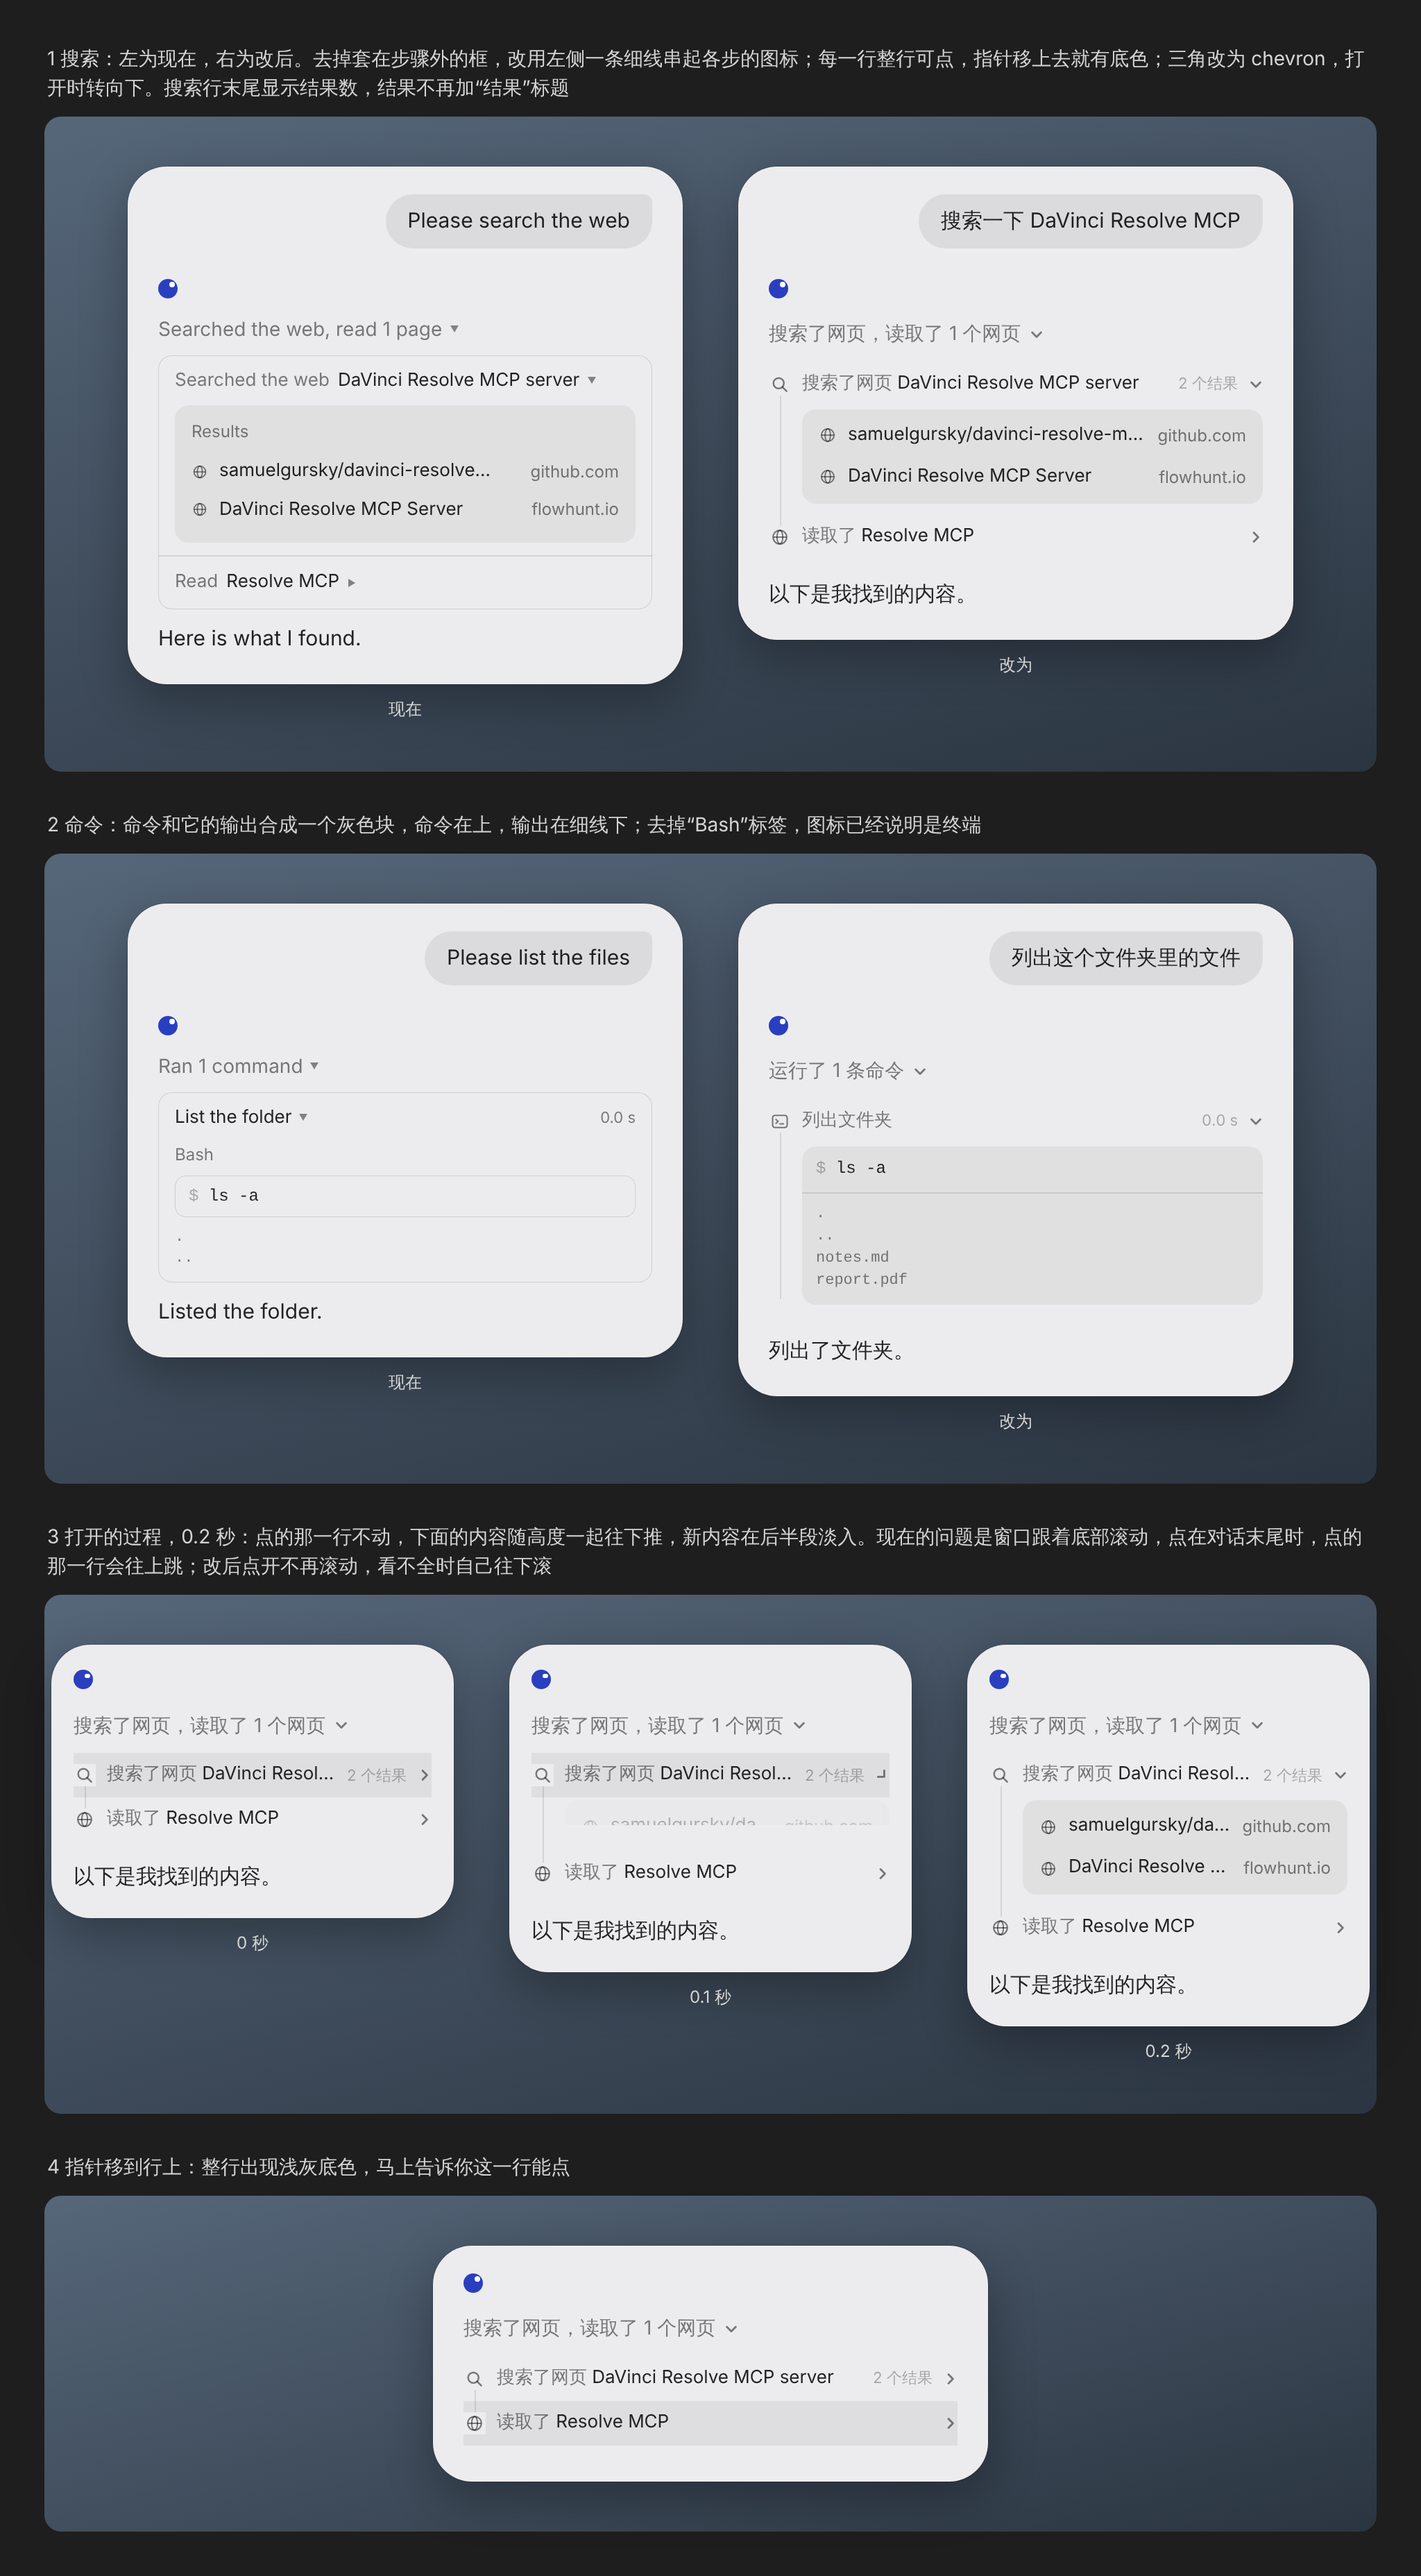 1 搜索：左为现在，右为改后。去掉套在步骤外的框，改用左侧一条细线串起各步的图标；每一行整行可点，指针移上去就有底色；三角改为 chevron，打
开时转向下。搜索行末尾显示结果数，结果不再加“结果”标题
Please search the web
Searched the web, read 1 page
Searched the web DaVinci Resolve MCP server
Results
samuelgursky/davinci-resolve... github.com
DaVinci Resolve MCP Server flowhunt.io
Read Resolve MCP
Here is what I found.
现在
搜索一下 DaVinci Resolve MCP
搜索了网页，读取了 1 个网页
搜索了网页 DaVinci Resolve MCP server 2 个结果
samuelgursky/davinci-resolve-m... github.com
DaVinci Resolve MCP Server flowhunt.io
读取了 Resolve MCP
以下是我找到的内容。
改为
2 命令：命令和它的输出合成一个灰色块，命令在上，输出在细线下；去掉“Bash”标签，图标已经说明是终端
Please list the files
Ran 1 command
List the folder 0.0 s
Bash
$ ls -a
.
..
Listed the folder.
现在
列出这个文件夹里的文件
运行了 1 条命令
列出文件夹 0.0 s
$ ls -a
.
..
notes.md
report.pdf
列出了文件夹。
改为
3 打开的过程，0.2 秒：点的那一行不动，下面的内容随高度一起往下推，新内容在后半段淡入。现在的问题是窗口跟着底部滚动，点在对话末尾时，点的
那一行会往上跳；改后点开不再滚动，看不全时自己往下滚
搜索了网页，读取了 1 个网页
搜索了网页 DaVinci Resol... 2 个结果
读取了 Resolve MCP
以下是我找到的内容。
0 秒
搜索了网页，读取了 1 个网页
搜索了网页 DaVinci Resol... 2 个结果
samuelgursky/da... github.com
读取了 Resolve MCP
以下是我找到的内容。
0.1 秒
搜索了网页，读取了 1 个网页
搜索了网页 DaVinci Resol... 2 个结果
samuelgursky/da... github.com
DaVinci Resolve ... flowhunt.io
读取了 Resolve MCP
以下是我找到的内容。
0.2 秒
4 指针移到行上：整行出现浅灰底色，马上告诉你这一行能点
搜索了网页，读取了 1 个网页
搜索了网页 DaVinci Resolve MCP server 2 个结果
读取了 Resolve MCP